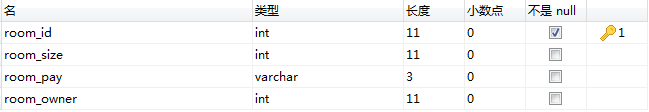 名 类型 长度 小数点 不是 null
room_id int 11 0 1
room_size int 11 0
room_pay varchar 3 0
room_owner int 11 0